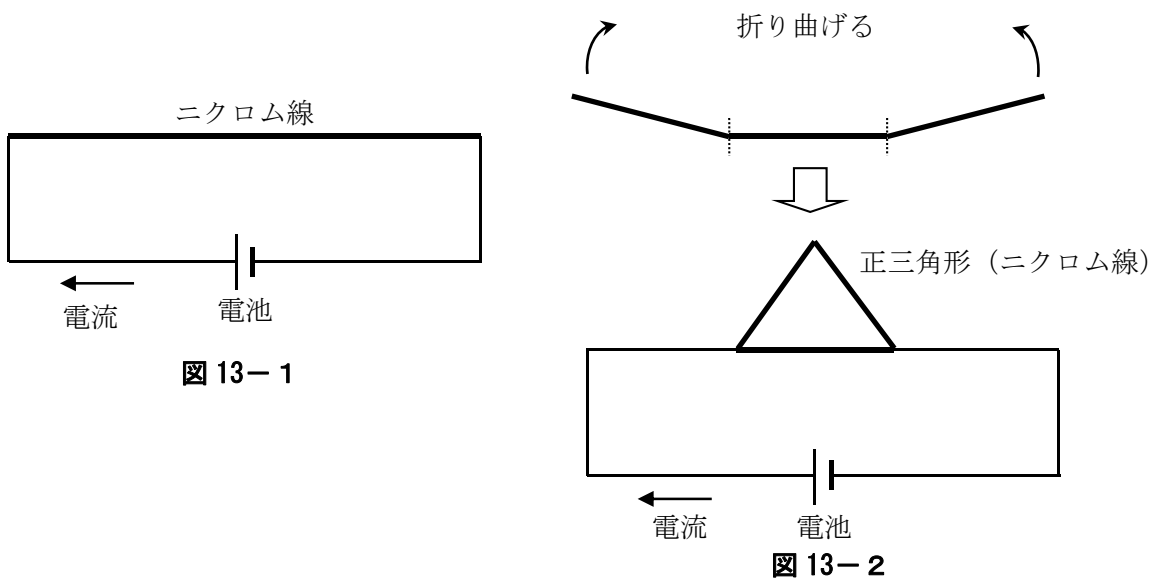 ニクロム線
電流
電池
図 13－１
折り曲げる
正三角形（ニクロム線）
電流
電池
図 13－２